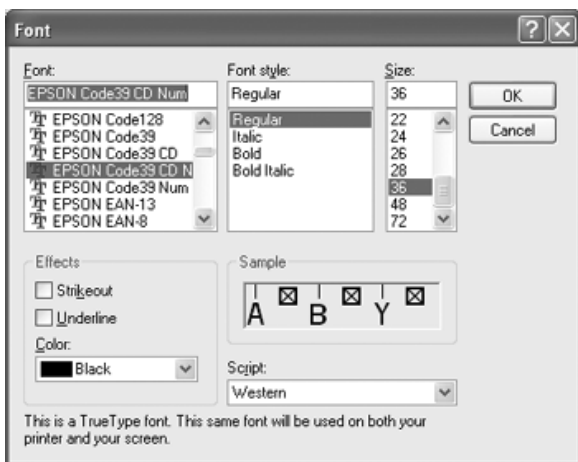 Font
Font:
EPSON Code39 CD Num
EPSON Code128
EPSON Code39
EPSON Code39 CD
EPSON Code39 CD N
EPSON Code39 Num
EPSON EAN-13
EPSON EAN-8
Font style:
Regular
Regular
Italic
Bold
Bold Italic
Size:
36
22
24
26
28
36
48
72
OK
Cancel
Effects
Strikeout
Underline
Color:
Black
Sample
A B Y
Script:
Western
This is a TrueType font. This same font will be used on both your
printer and your screen.